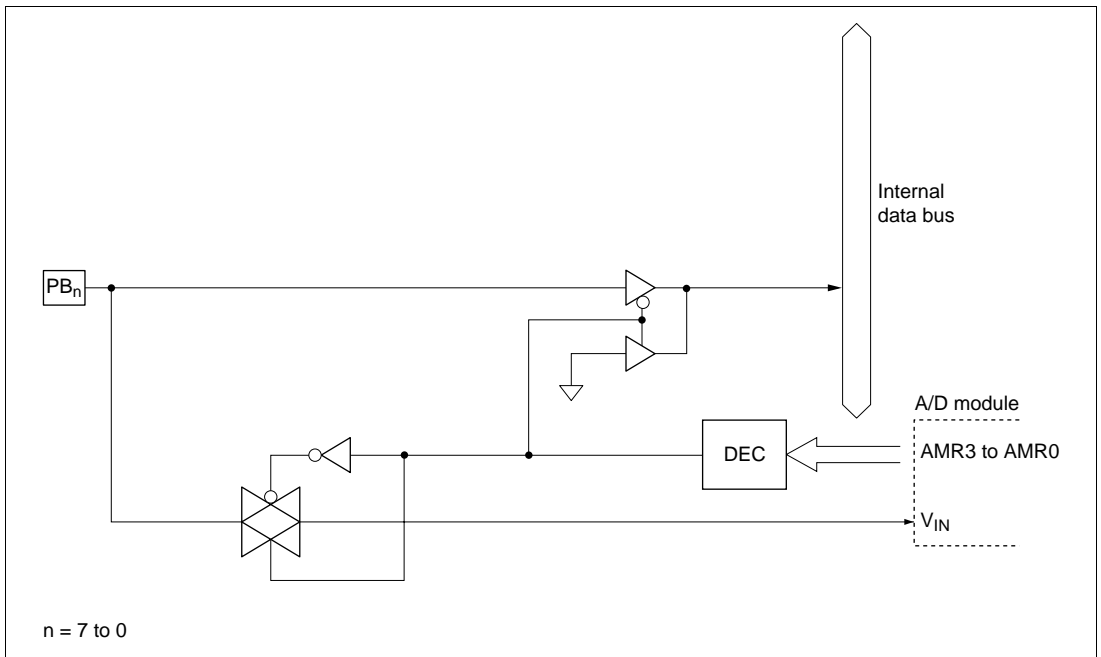 Internal
data bus
PBn
A/D module
DEC
AMR3 to AMR0
VIN
n = 7 to 0